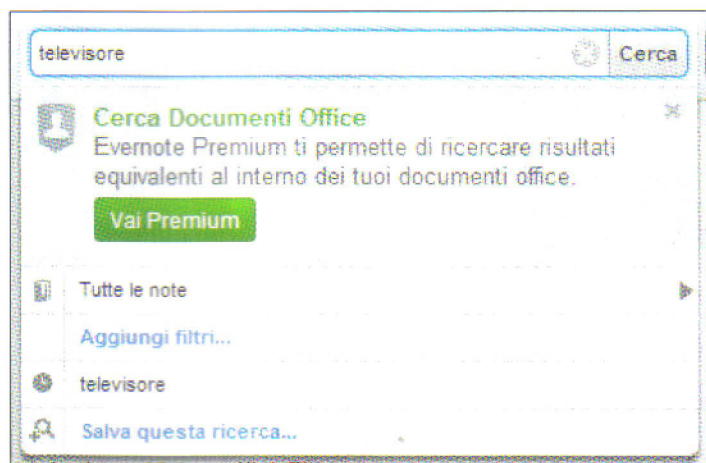 televisore Cerca
Cerca Documenti Office
Evernote Premium ti permette di ricercare risultati
equivalenti al interno dei tuoi documenti office.
Vai Premium
Tutte le note
Aggiungi filtri...
televisore
Salva questa ricerca...